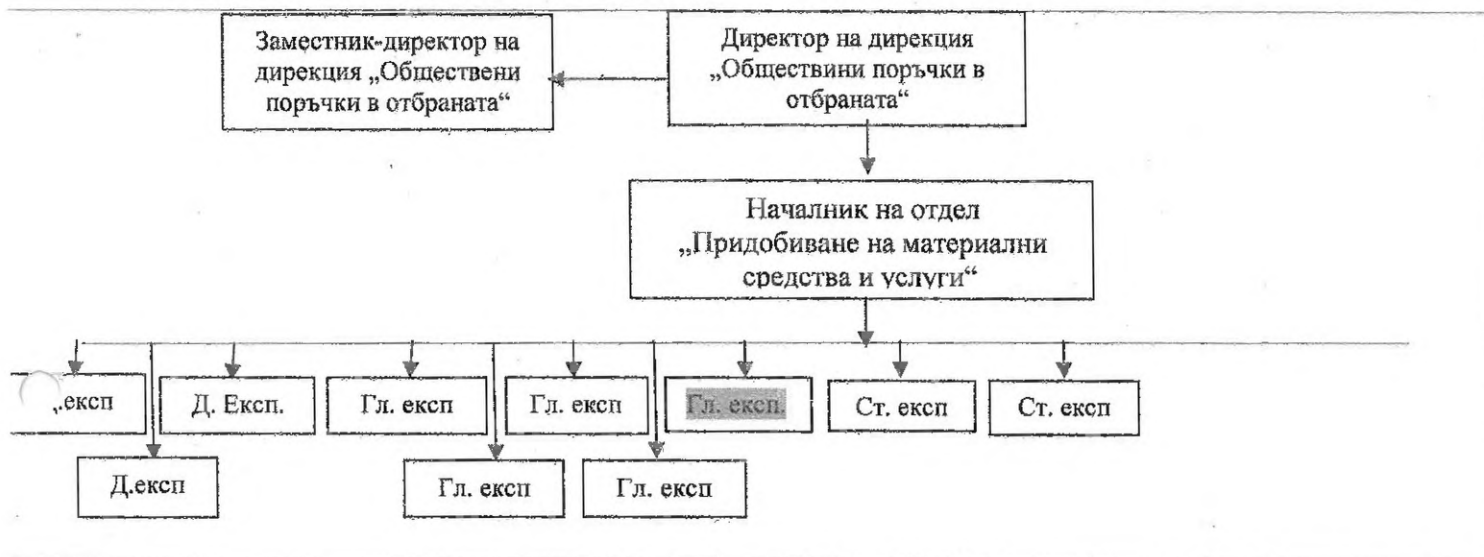 Заместник-директор на
дирекция „Обществени
поръчки в отбраната“
Директор на дирекция
„Обществини поръчки в
отбраната“
Началник на отдел
„Придобиване на материални
средства и услуги“
.експ
Д. Експ.
Гл. експ
Гл. експ
Гл. експ.
Ст. експ
Ст. експ
Д.експ
Гл. експ
Гл. експ